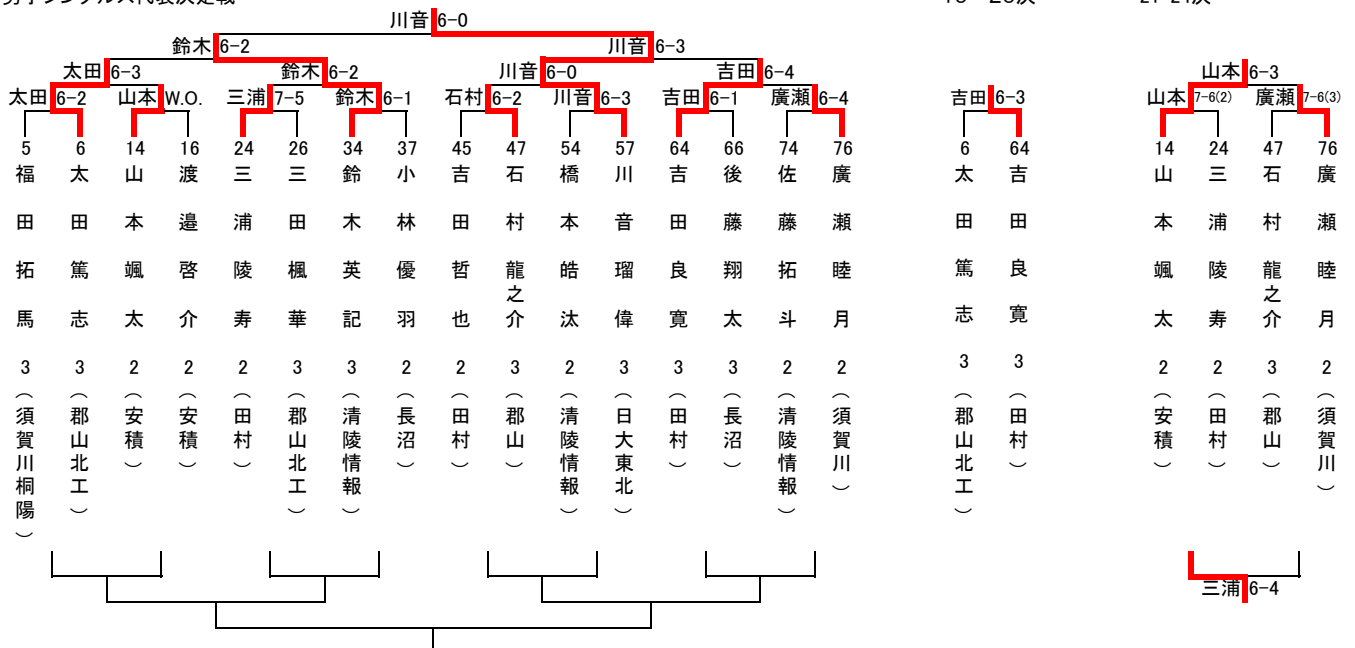 男子シングルス代表決定戦
川音 6-0
鈴木 6-2
川音 6-3
太田 6-3
鈴木 6-2
川音 6-0
吉田 6-4
山本 6-3
太田 6-2
山本 W.O.
三浦 7-5
鈴木 6-1
石村 6-2
川音 6-3
吉田 6-1
廣瀬 6-4
吉田 6-3
山本 7-6(2)
廣瀬 7-6(3)
5 福田拓馬 3 (須賀川桐陽)
6 太田篤志 3 (郡山北工)
14 山本颯太 2 (安積)
16 渡邉啓介 2 (安積)
24 三浦陵寿 2 (田村)
26 三田楓華 3 (郡山北工)
34 鈴木英記 3 (清陵情報)
37 小林優羽 2 (長沼)
45 吉田哲也 2 (田村)
47 石村龍之介 3 (郡山)
54 橋本皓汰 2 (清陵情報)
57 川音瑠偉 3 (日大東北)
64 吉田良寛 3 (田村)
66 後藤翔太 3 (長沼)
74 佐藤拓斗 2 (清陵情報)
76 廣瀬睦月 2 (須賀川)
6 太田篤志 3 (郡山北工)
64 吉田良寛 3 (田村)
14 山本颯太 2 (安積)
24 三浦陵寿 2 (田村)
47 石村龍之介 3 (郡山)
76 廣瀬睦月 2 (須賀川)
三浦 6-4